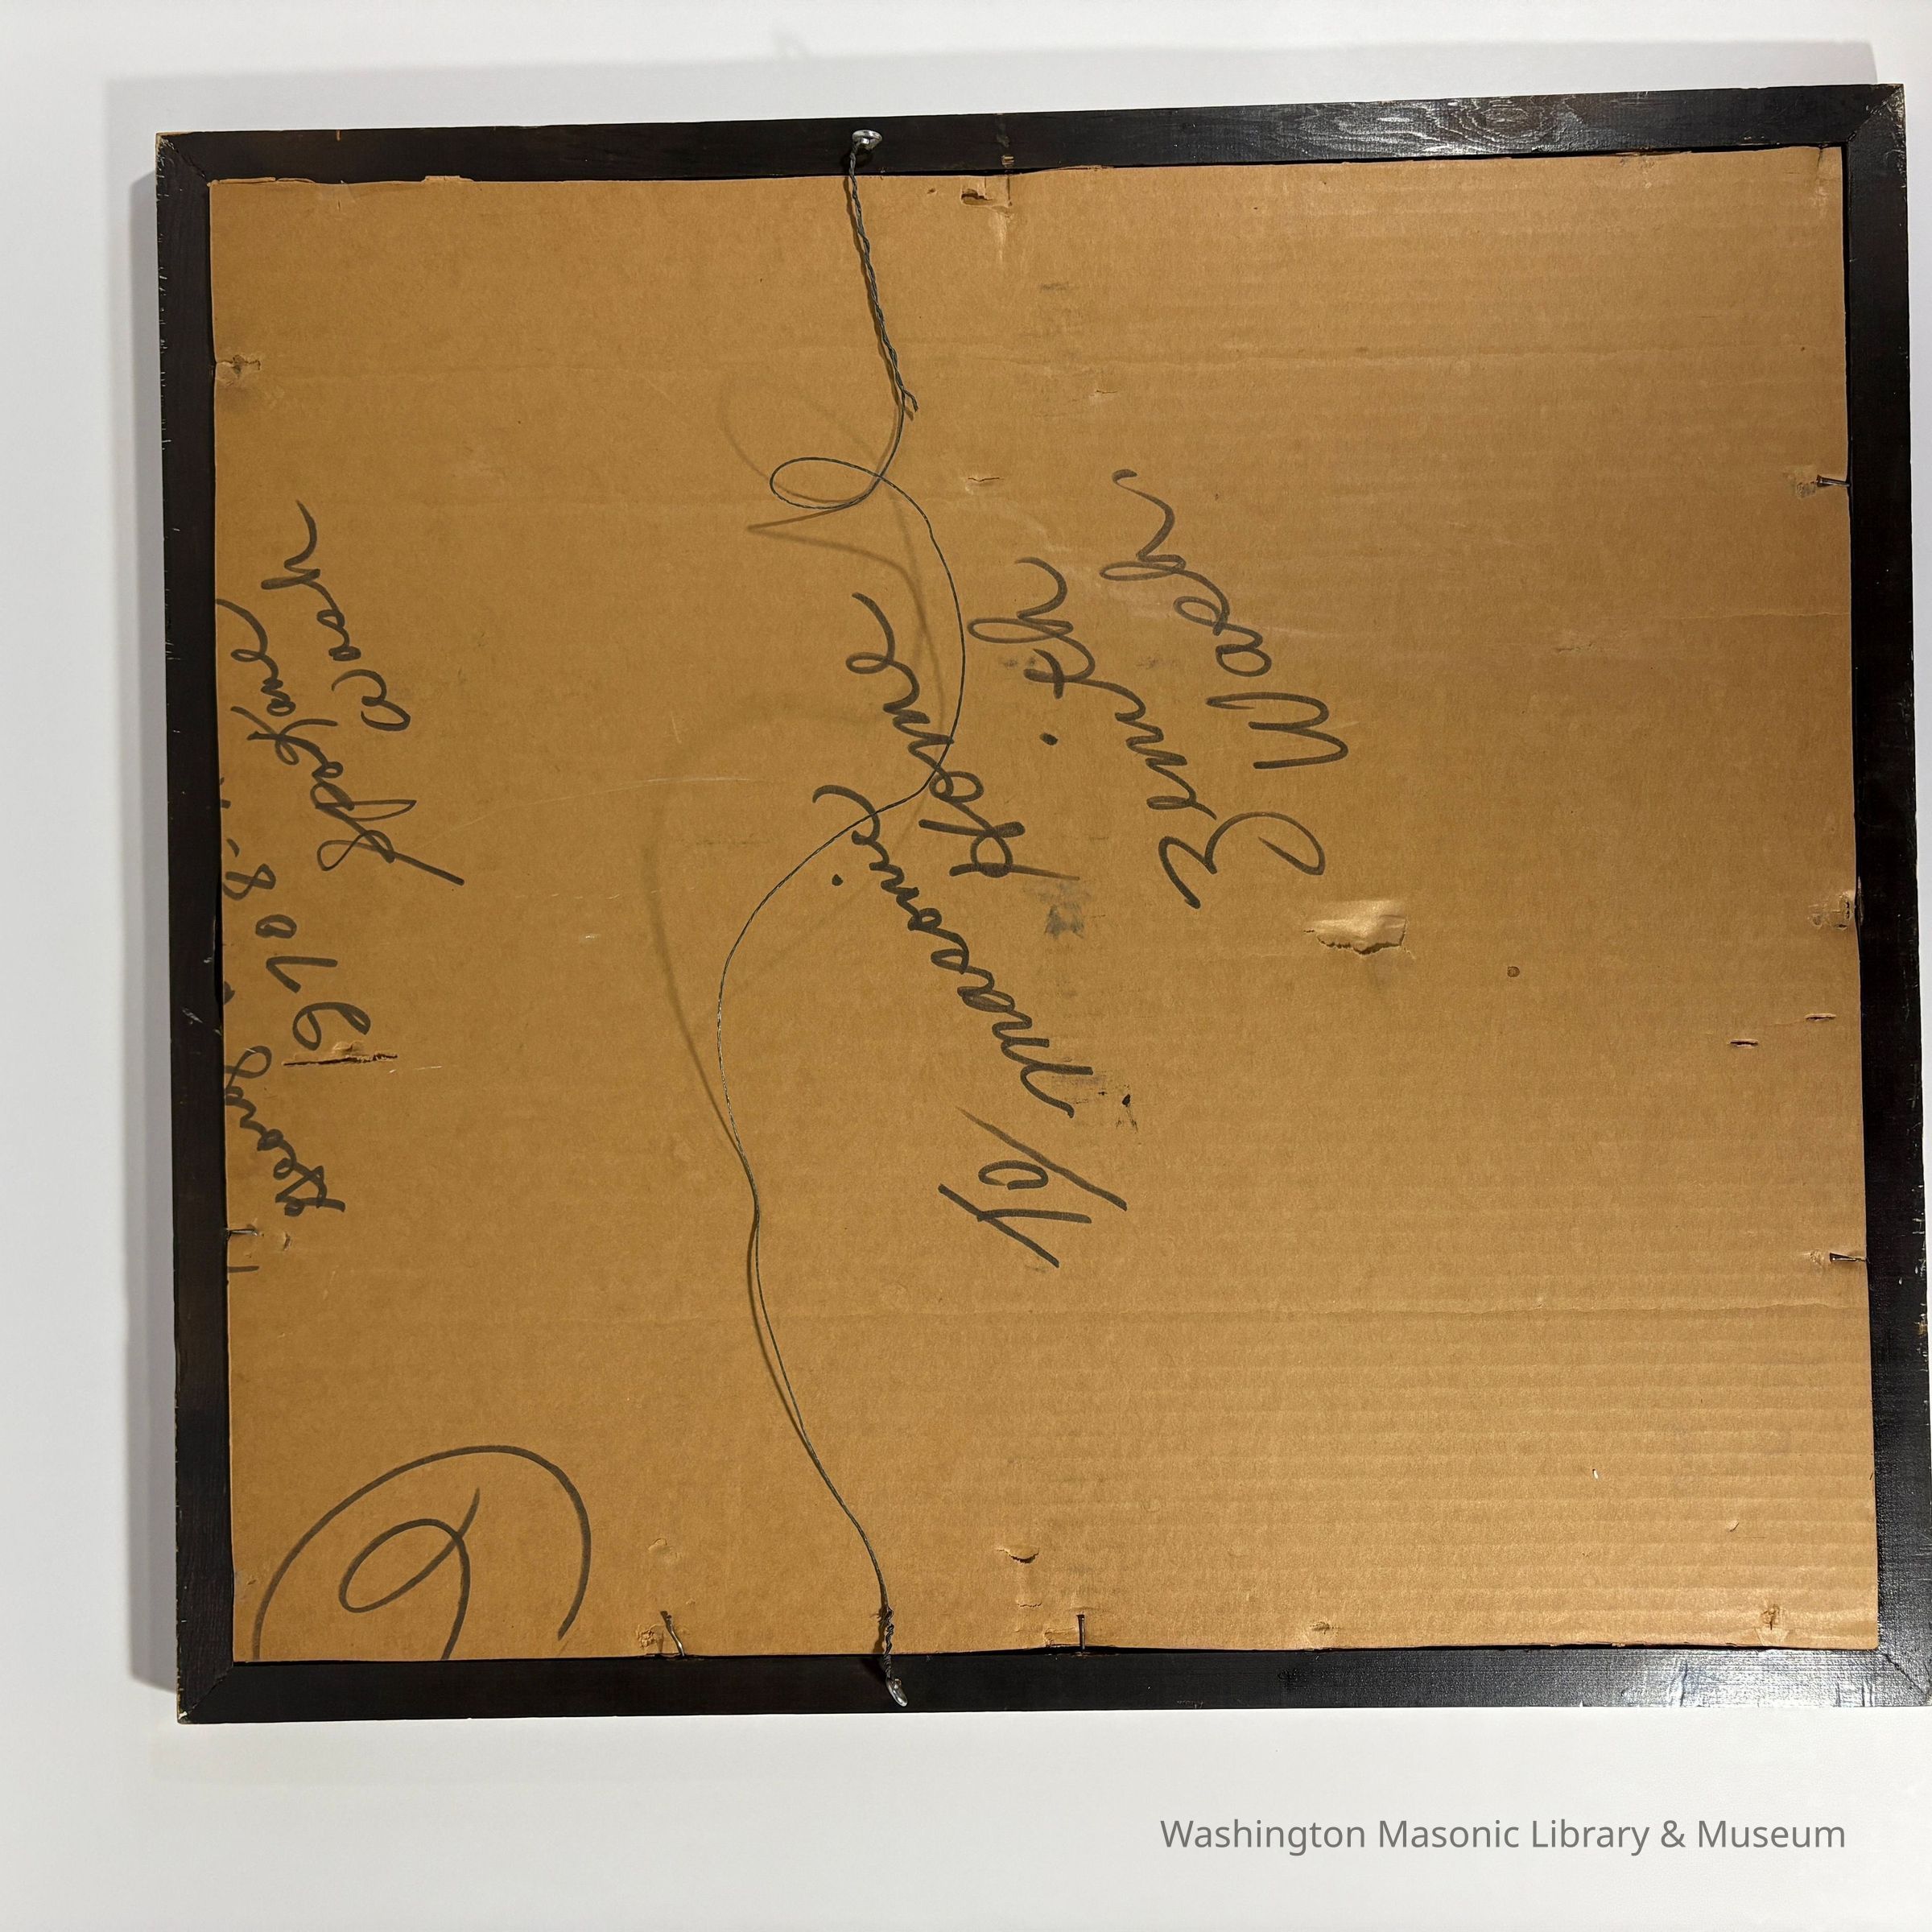 Spokane
Wash
To Masonic Home
Zenith
Wash
Washington Masonic Library & Museum